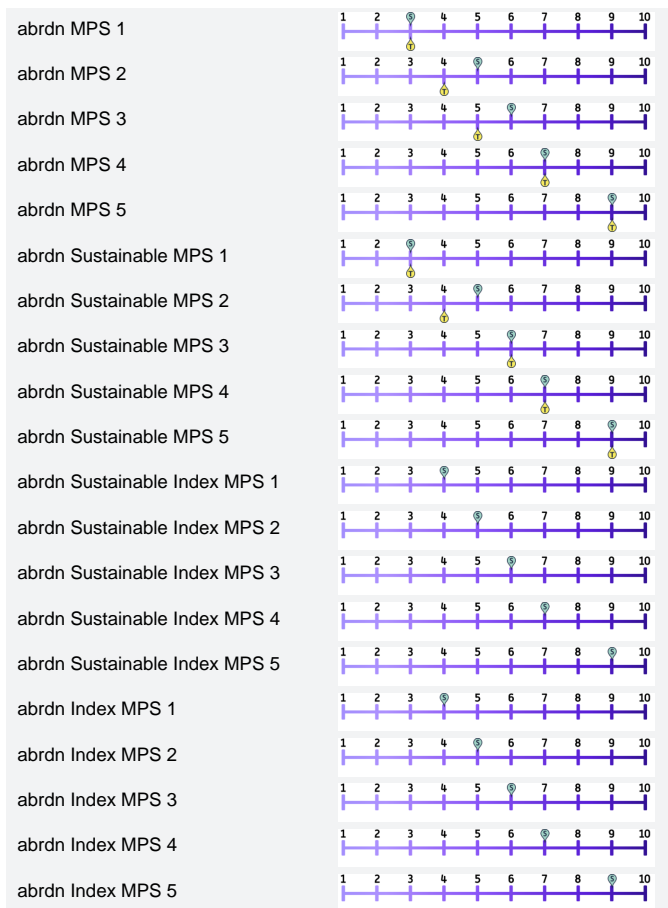 abrdn MPS 1
1 2 S 4 5 6 7 8 9 10
T
abrdn MPS 2
1 2 3 4 S 6 7 8 9 10
T
abrdn MPS 3
1 2 3 4 5 S 7 8 9 10
T
abrdn MPS 4
1 2 3 4 5 6 S 8 9 10
T
abrdn MPS 5
1 2 3 4 5 6 7 8 S 10
T
abrdn Sustainable MPS 1
1 2 S 4 5 6 7 8 9 10
T
abrdn Sustainable MPS 2
1 2 3 4 S 6 7 8 9 10
T
abrdn Sustainable MPS 3
1 2 3 4 5 S 7 8 9 10
T
abrdn Sustainable MPS 4
1 2 3 4 5 6 S 8 9 10
T
abrdn Sustainable MPS 5
1 2 3 4 5 6 7 8 S 10
T
abrdn Sustainable Index MPS 1
1 2 3 S 5 6 7 8 9 10
abrdn Sustainable Index MPS 2
1 2 3 4 S 6 7 8 9 10
abrdn Sustainable Index MPS 3
1 2 3 4 5 S 7 8 9 10
abrdn Sustainable Index MPS 4
1 2 3 4 5 6 S 8 9 10
abrdn Sustainable Index MPS 5
1 2 3 4 5 6 7 8 S 10
abrdn Index MPS 1
1 2 3 S 5 6 7 8 9 10
abrdn Index MPS 2
1 2 3 4 S 6 7 8 9 10
abrdn Index MPS 3
1 2 3 4 5 S 7 8 9 10
abrdn Index MPS 4
1 2 3 4 5 6 S 8 9 10
abrdn Index MPS 5
1 2 3 4 5 6 7 8 S 10